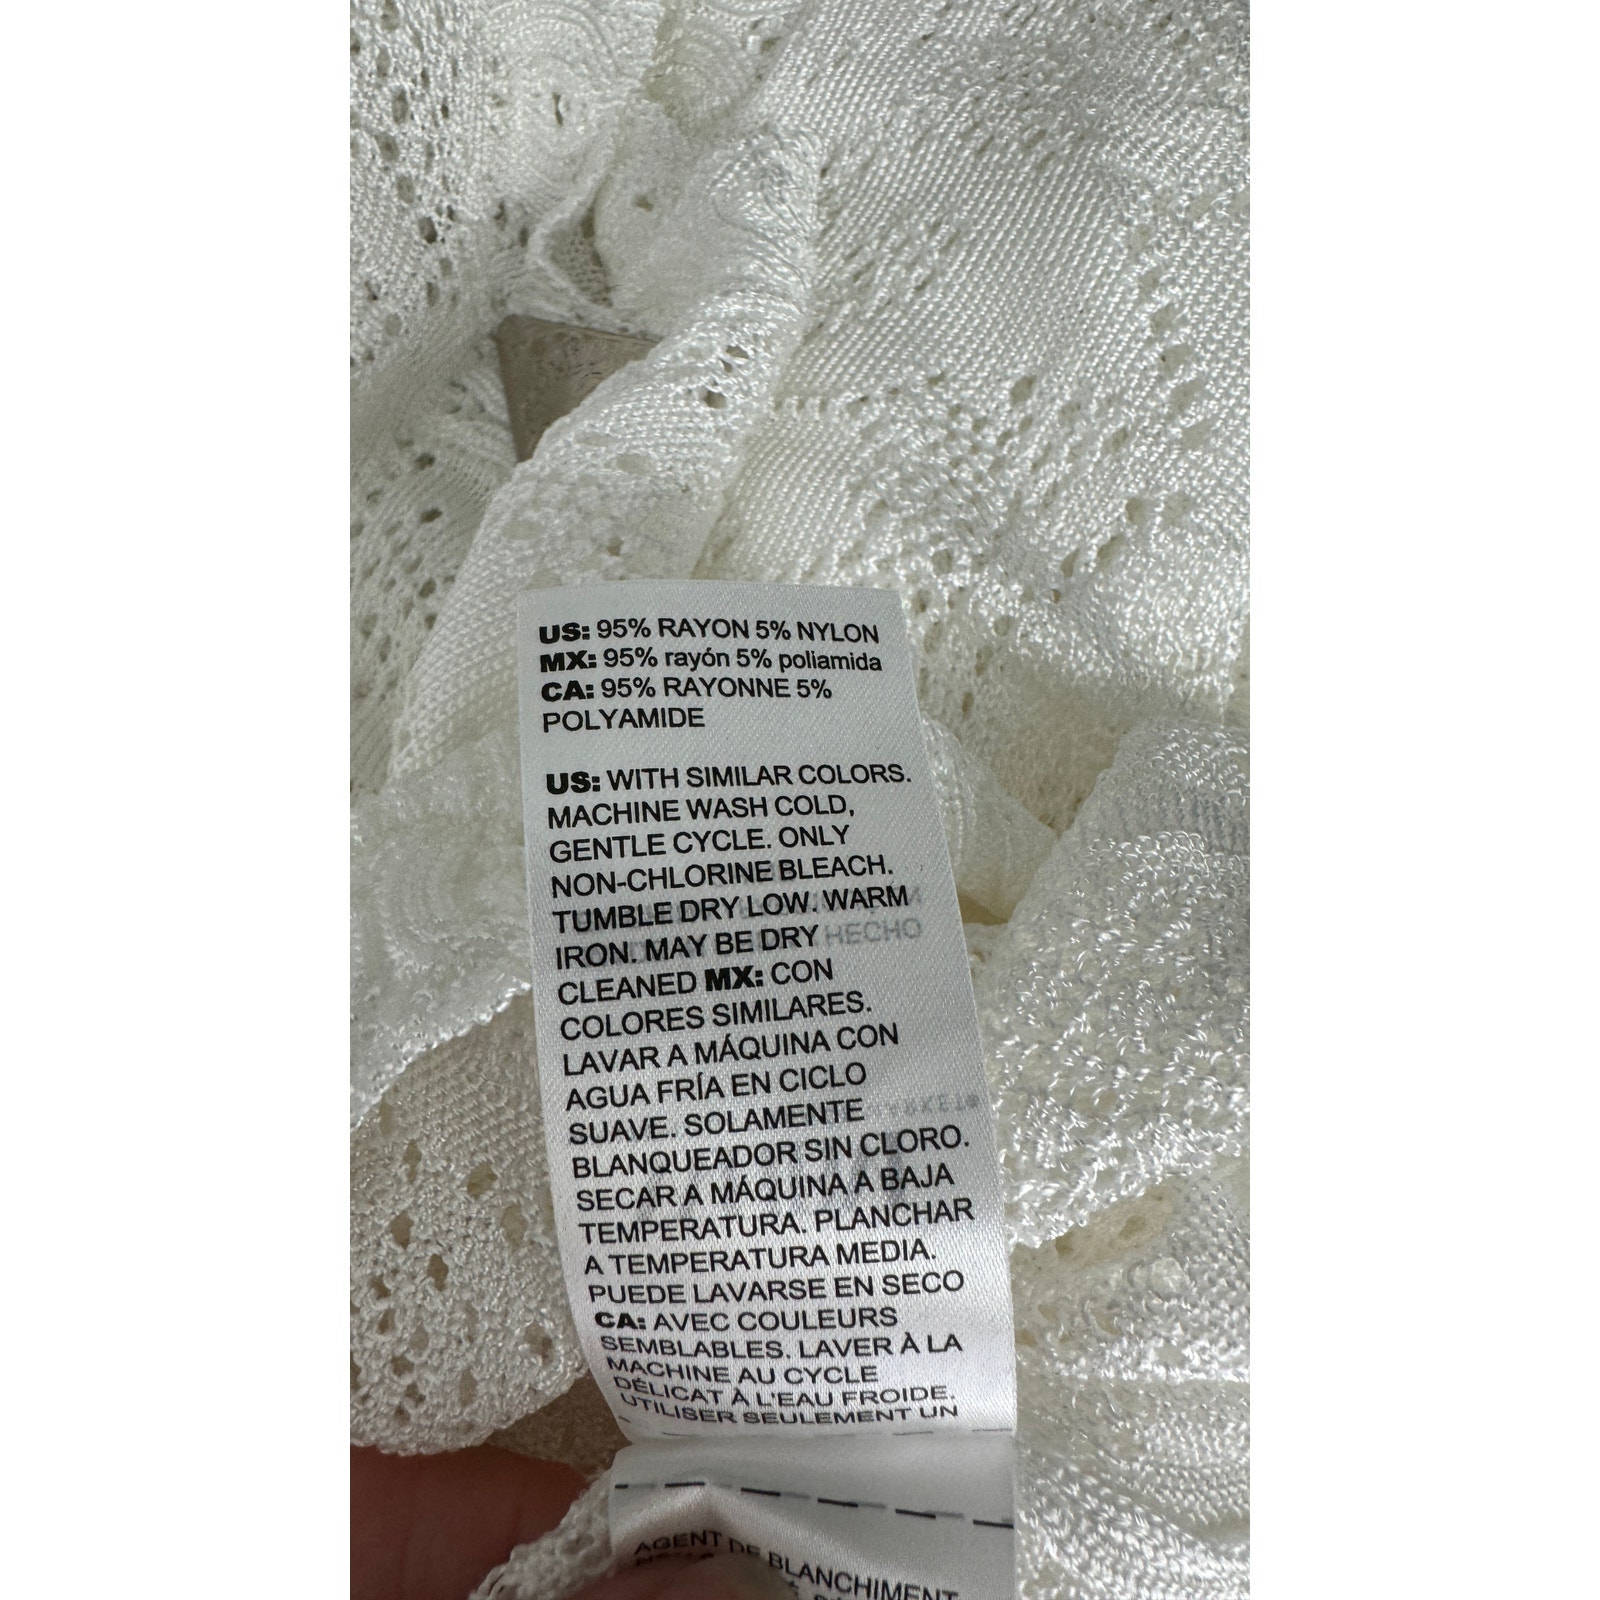 US: 95% RAYON 5% NYLON
MX: 95% rayón 5% poliamida
CA: 95% RAYONNE 5%
POLYAMIDE
US: WITH SIMILAR COLORS.
MACHINE WASH COLD,
GENTLE CYCLE. ONLY
NON-CHLORINE BLEACH.
TUMBLE DRY LOW. WARM
IRON. MAY BE DRY
CLEANED MX: CON
COLORES SIMILARES.
LAVAR A MÁQUINA CON
AGUA FRÍA EN CICLO
SUAVE. SOLAMENTE
BLANQUEADOR SIN CLORO.
SECAR A MÁQUINA A BAJA
TEMPERATURA. PLANCHAR
A TEMPERATURA MEDIA.
PUEDE LAVARSE EN SECO
CA: AVEC COULEURS
SEMBLABLES. LAVER À LA
MACHINE AU CYCLE
DÉLICAT À L'EAU FROIDE.
UTILISER SEULEMENT UN
AGENT DE BLANCHIMENT
HECHO